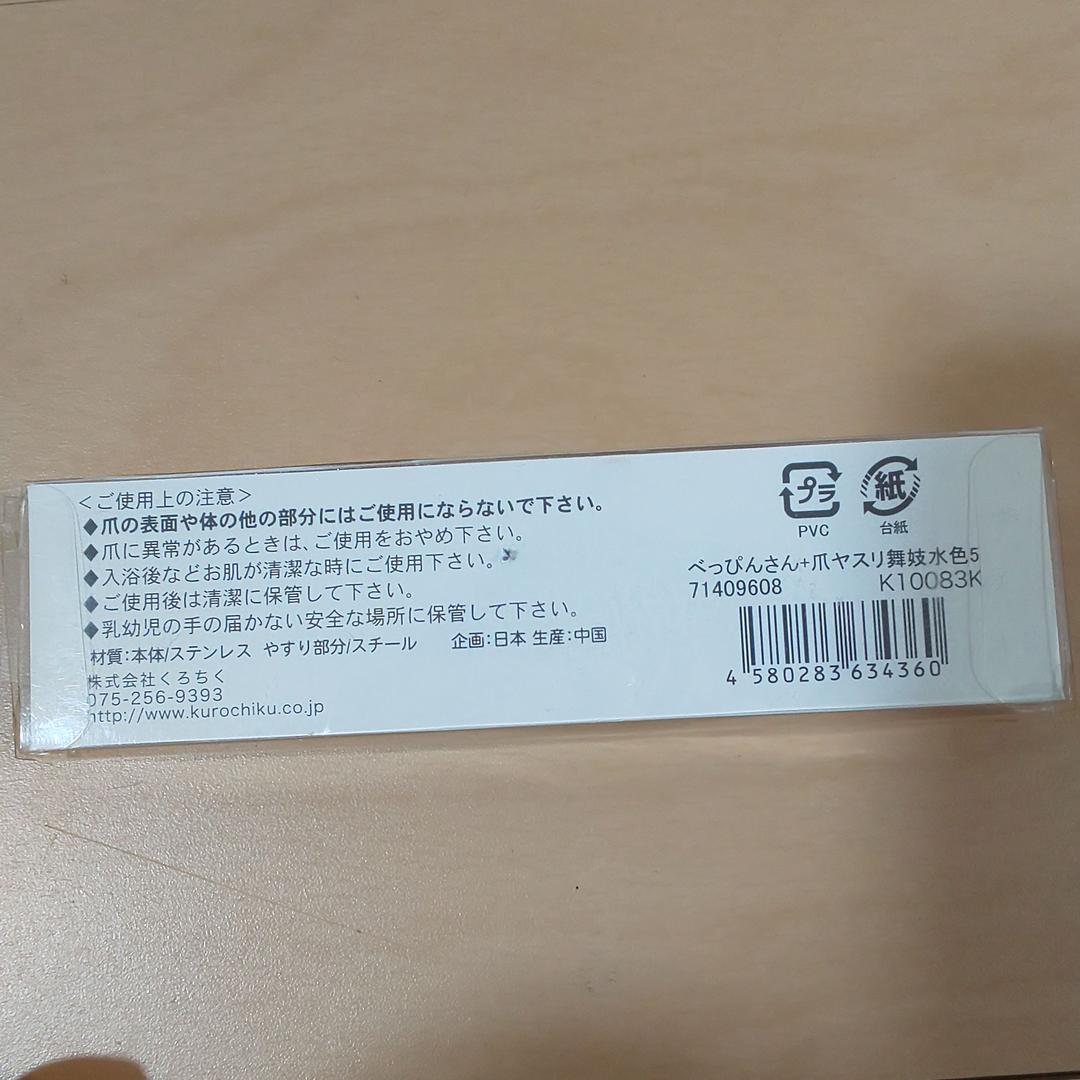 ＜ご使用上の注意＞
◆爪の表面や体の他の部分にはご使用にならないで下さい。
◆爪に異常があるときは、ご使用をおやめ下さい。
◆入浴後などお肌が清潔な時にご使用下さい。
◆ご使用後は清潔に保管して下さい。
◆乳幼児の手の届かない安全な場所に保管して下さい。
材質：本体/ステンレス やすり部分/スチール 企画：日本 生産：中国
株式会社くろちく
075-256-9393
http://www.kurochiku.co.jp
プラ
PVC
紙
台紙
べっぴんさん+爪ヤスリ舞妓水色5
71409608 K10083K
4 580283 634360